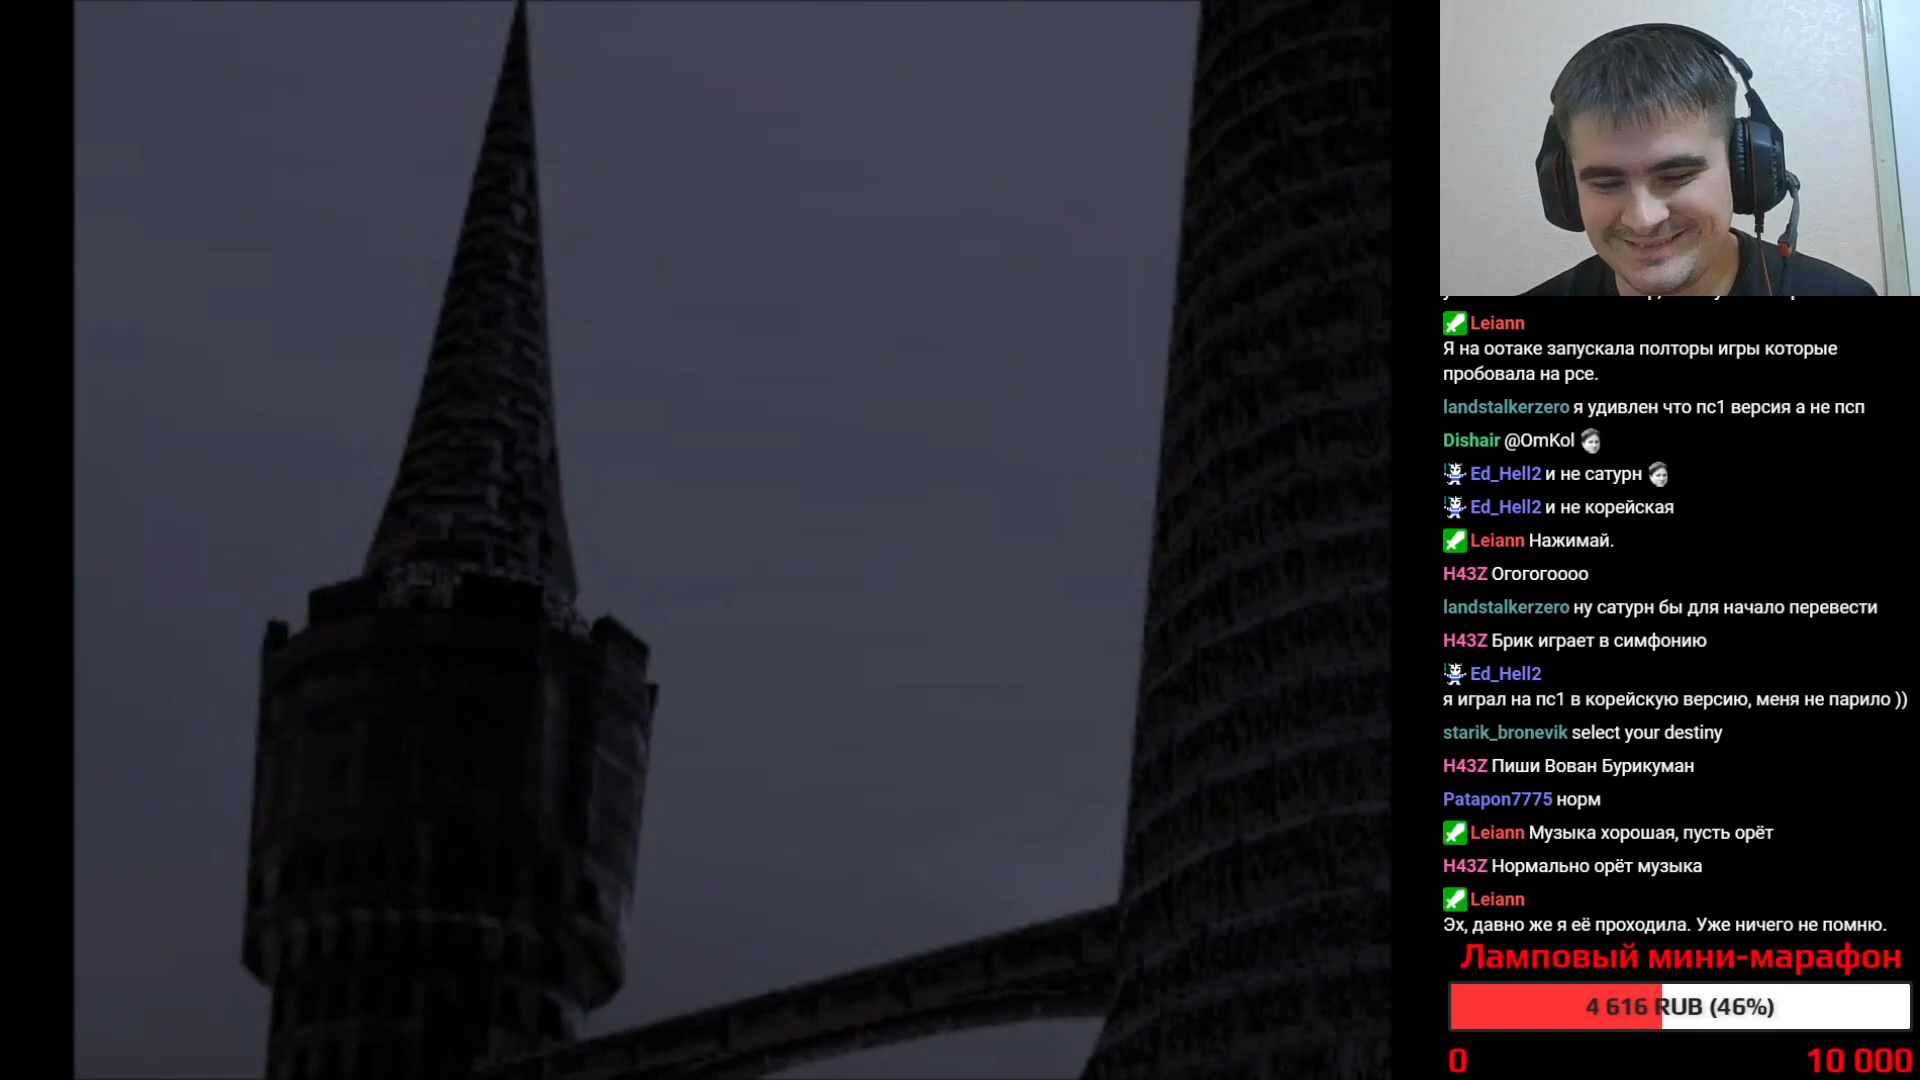 Leiann
Я на оотаке запускала полторы игры которые
пробовала на pce.
landstalkerzero я удивлен что пс1 версия а не псп
Dishair @OmKol
Ed_Hell2 и не сатурн
Ed_Hell2 и не корейская
Leiann Нажимай.
H43Z Огогогоооо
landstalkerzero ну сатурн бы для начало перевести
H43Z Брик играет в симфонию
Ed_Hell2
я играл на пс1 в корейскую версию, меня не парило ))
starik_bronevik select your destiny
H43Z Пиши Вован Бурикуман
Patapon7775 норм
Leiann Музыка хорошая, пусть орёт
H43Z Нормально орёт музыка
Leiann
Эх, давно же я её проходила. Уже ничего не помню.
Ламповый мини-марафон
4 616 RUB (46%)
0 10 000